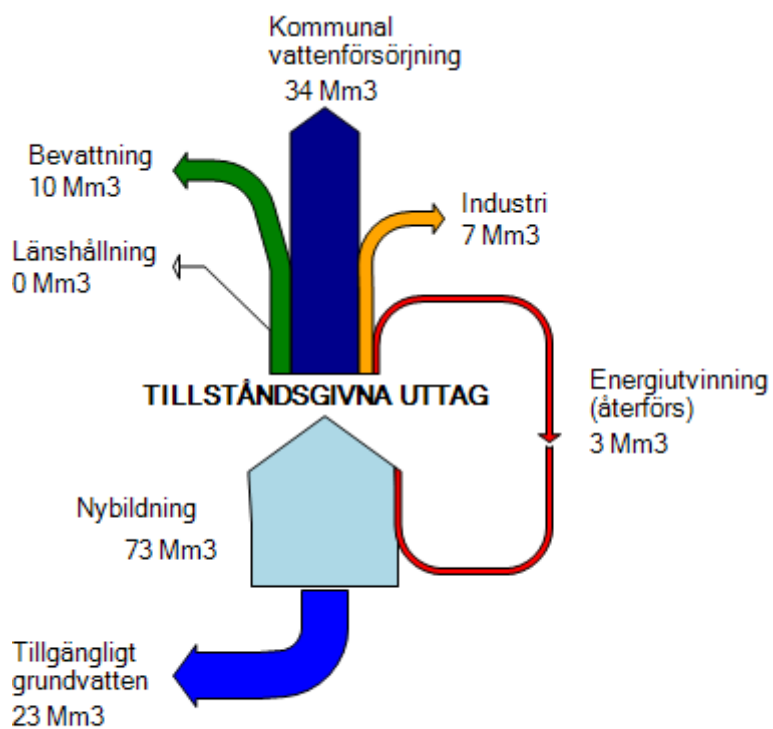 Kommunal
vattenförsörjning
34 Mm3
Bevattning
10 Mm3
Industri
7 Mm3
Länshållning
0 Mm3
TILLSTÅNDSGIVNA UTTAG
Energiutvinning
(återförs)
3 Mm3
Nybildning
73 Mm3
Tillgängligt
grundvatten
23 Mm3